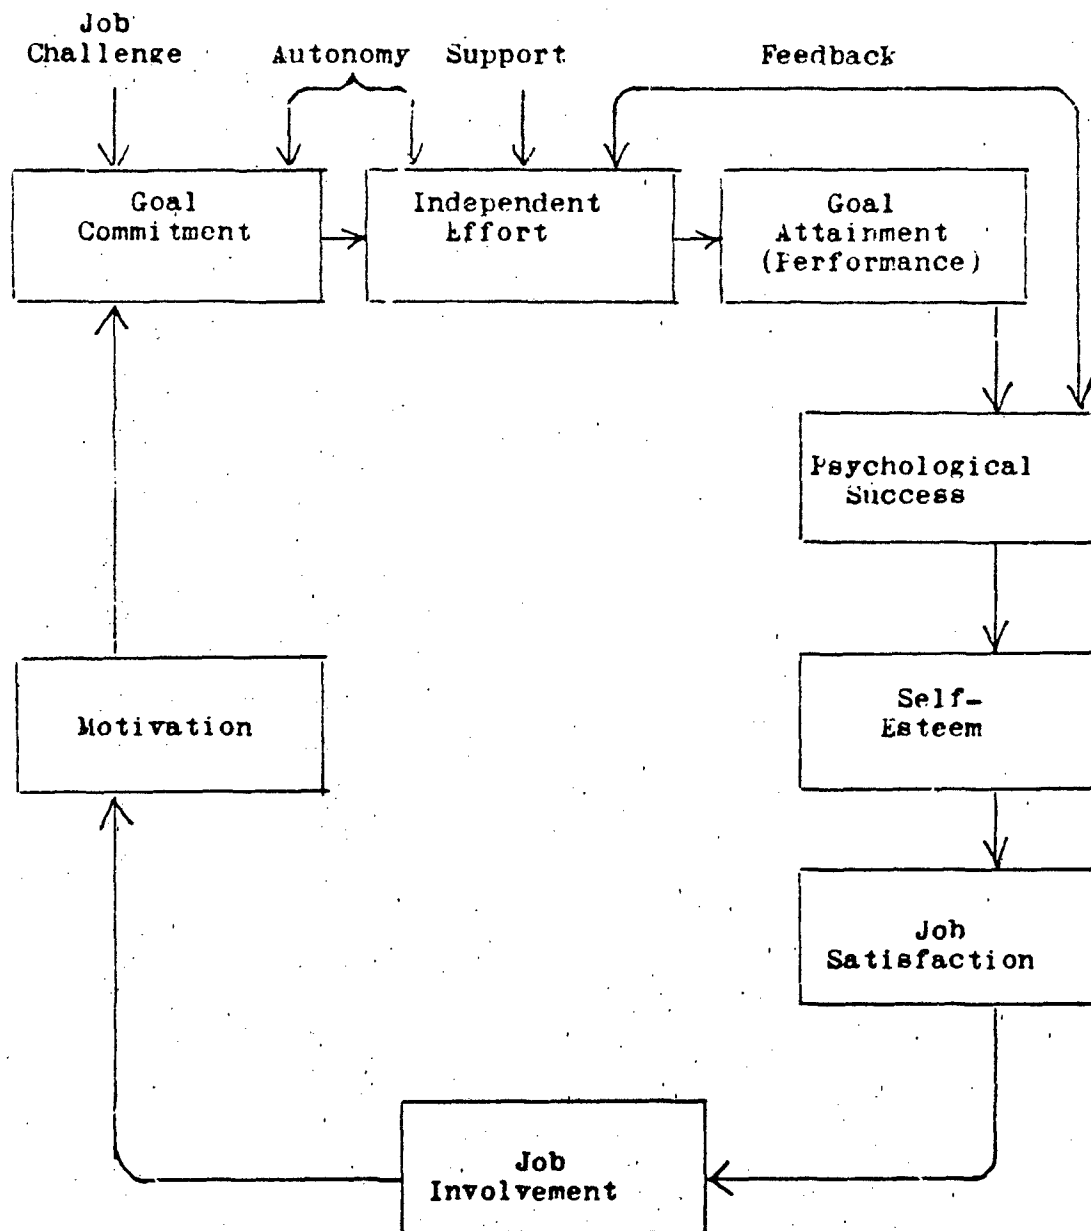 Job
Challenge
Autonomy
Support
Feedback
Goal
Commitment
Independent
Effort
Goal
Attainment
(Performance)
Psychological
Success
Self-
Esteem
Motivation
Job
Satisfaction
Job
Involvement